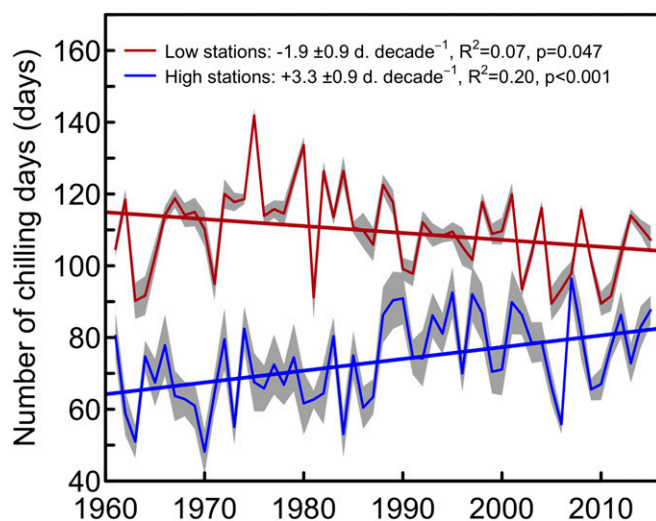 Low stations: -1.9 ±0.9 d. decade⁻¹, R²=0.07, p=0.047
High stations: +3.3 ±0.9 d. decade⁻¹, R²=0.20, p<0.001
Number of chilling days (days)
160
140
120
100
80
60
40
1960 1970 1980 1990 2000 2010